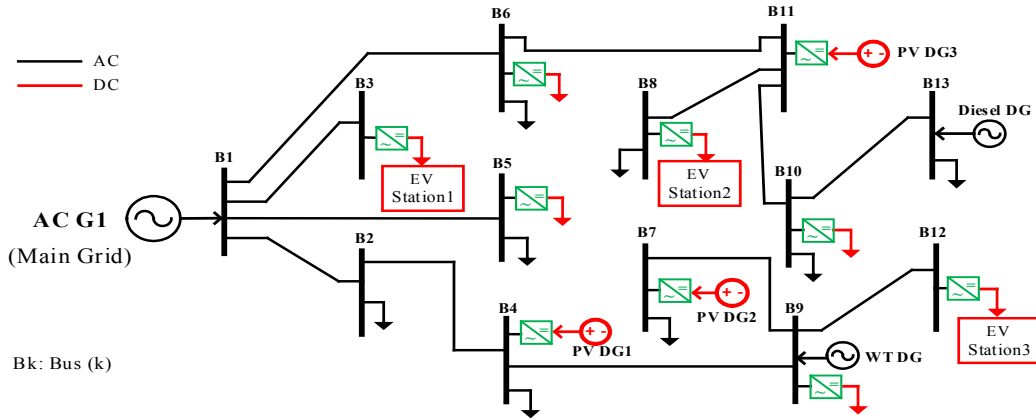 AC
DC
B1
AC G1
(Main Grid)
Bk: Bus (k)
B6
B3
EV
Station1
B5
B2
B4
PV DG1
B11
PV DG3
B8
EV
Station2
B13
Diesel DG
B10
B7
PV DG2
B12
B9
WT DG
EV
Station3